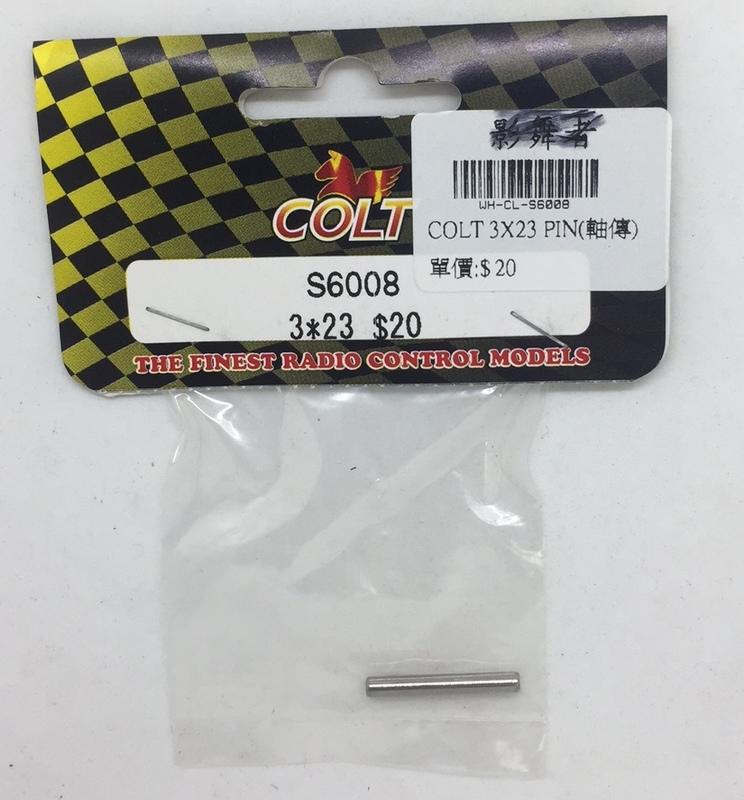 影舞者
WH-CL-S6008
COLT 3X23 PIN(軸傳)
單價:$20
COLT
S6008
3*23 $20
THE FINEST RADIO CONTROL MODELS